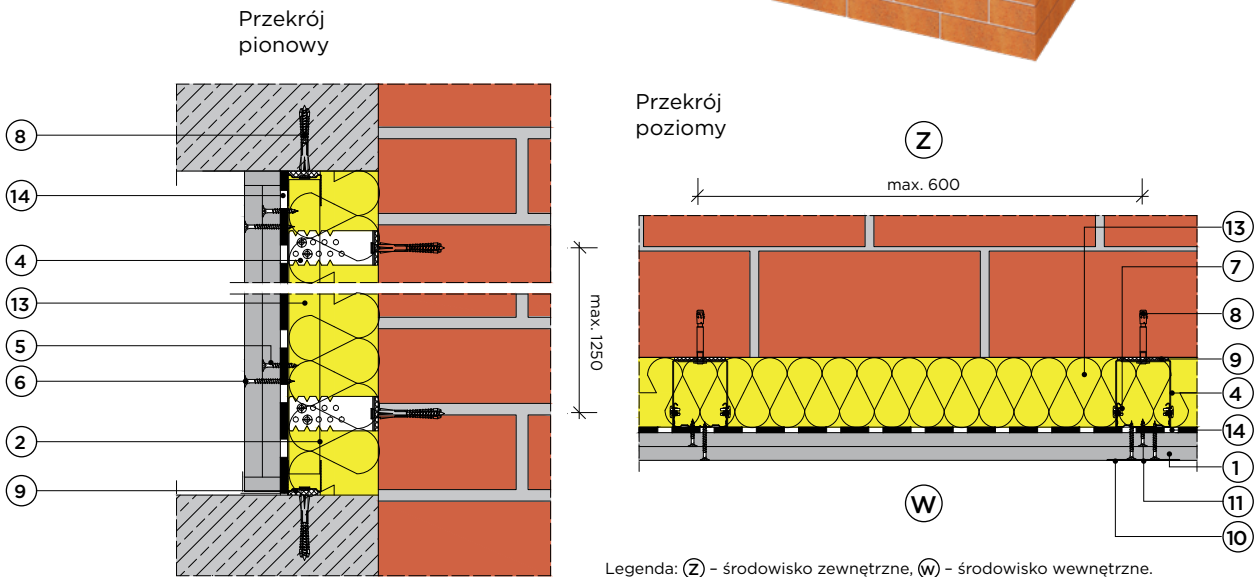 Przekrój
pionowy
8
14
4
13
5
6
2
9
max. 1250
Przekrój
poziomy
Z
max. 600
13
7
8
9
4
14
1
11
10
W
Legenda: Z – środowisko zewnętrzne, W – środowisko wewnętrzne.